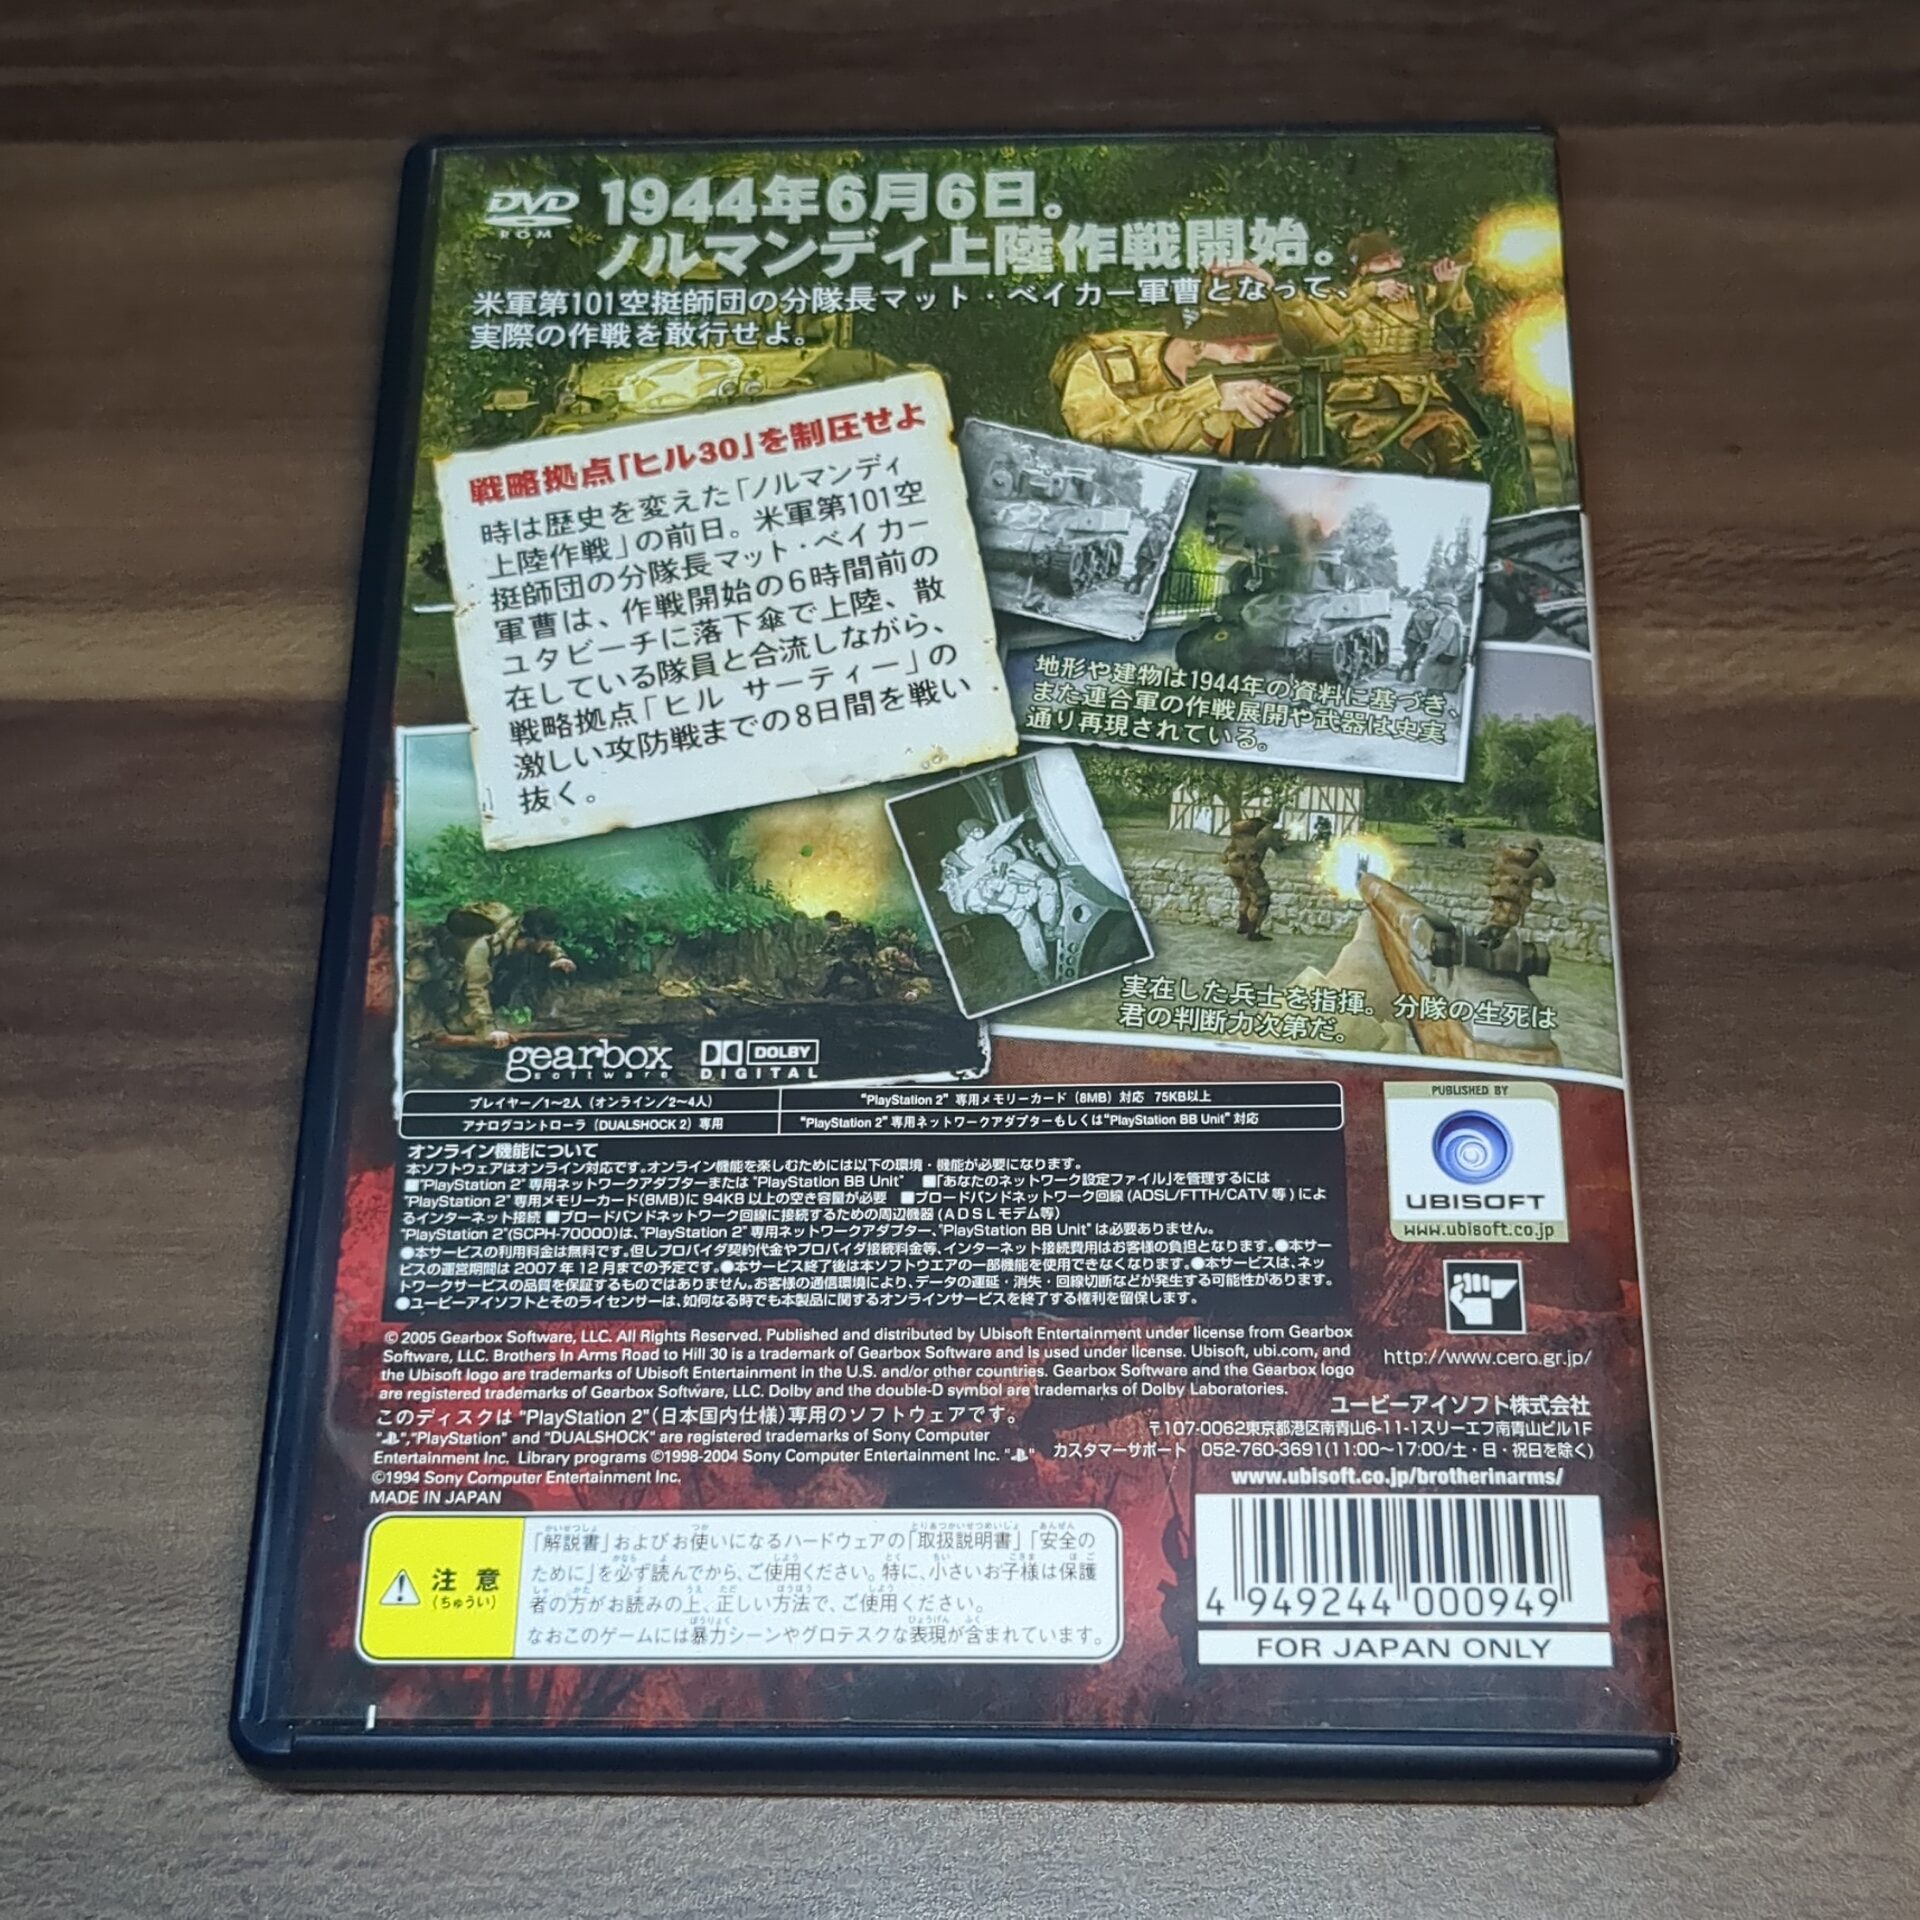 DVD
ROM
1944年6月6日。
ノルマンディ上陸作戦開始。
米軍第101空挺師団の分隊長マット・ベイカー軍曹となって、
実際の作戦を敢行せよ。
戦略拠点「ヒル30」を制圧せよ
時は歴史を変えた「ノルマンディ
上陸作戦」の前日。米軍第101空
挺師団の分隊長マット・ベイカー
軍曹は、作戦開始の6時間前の
ユタビーチに落下傘で上陸、散
在している隊員と合流しながら、
戦略拠点「ヒル サーティー」の
激しい攻防戦までの8日間を戦い
抜く。
地形や建物は1944年の資料に基づき、
また連合軍の作戦展開や武器は史実
通り再現されている。
実在した兵士を指揮。分隊の生死は
君の判断力次第だ。
gearbox
software
DOLBY
DIGITAL
プレイヤー/1~2人(オンライン/2~4人)
"PlayStation 2" 専用メモリーカード(8MB)対応 75KB以上
アナログコントローラ(DUALSHOCK 2)専用
"PlayStation 2"専用ネットワークアダプターもしくは"PlayStation BB Unit"対応
オンライン機能について
本ソフトウェアはオンライン対応です。オンライン機能を楽しむためには以下の環境・機能が必要になります。
■"PlayStation 2"専用ネットワークアダプターまたは "PlayStation BB Unit" ■「あなたのネットワーク設定ファイル」を管理するには
"PlayStation 2"専用メモリーカード(8MB)に94KB以上の空き容量が必要 ■ブロードバンドネットワーク回線(ADSL/FTTH/CATV等)によ
るインターネット接続 ■ブロードバンドネットワーク回線に接続するための周辺機器(ADSLモデム等)
"PlayStation 2"(SCPH-70000)は、"PlayStation 2"専用ネットワークアダプター、"PlayStation BB Unit"は必要ありません。
●本サービスの利用料金は無料です。但しプロバイダ契約代金やプロバイダ接続料金等、インターネット接続費用はお客様の負担となります。●本サー
ビスの運営期間は2007年12月までの予定です。●本サービス終了後は本ソフトウエアの一部機能を使用できなくなります。●本サービスは、ネッ
トワークサービスの品質を保証するものではありません。お客様の通信環境により、データの遅延・消失・回線切断などが発生する可能性があります。
●ユービーアイソフトとそのライセンサーは、如何なる時でも本製品に関するオンラインサービスを終了する権利を留保します。
PUBLISHED BY
UBISOFT
www.ubisoft.co.jp
http://www.cero.gr.jp/
© 2005 Gearbox Software, LLC. All Rights Reserved. Published and distributed by Ubisoft Entertainment under license from Gearbox
Software, LLC. Brothers In Arms Road to Hill 30 is a trademark of Gearbox Software and is used under license. Ubisoft, ubi.com, and
the Ubisoft logo are trademarks of Ubisoft Entertainment in the U.S. and/or other countries. Gearbox Software and the Gearbox logo
are registered trademarks of Gearbox Software, LLC. Dolby and the double-D symbol are trademarks of Dolby Laboratories.
このディスクは "PlayStation 2"(日本国内仕様)専用のソフトウェアです。
"","PlayStation" and "DUALSHOCK" are registered trademarks of Sony Computer
Entertainment Inc. Library programs ©1998-2004 Sony Computer Entertainment Inc. ""
©1994 Sony Computer Entertainment Inc.
MADE IN JAPAN
ユービーアイソフト株式会社
〒107-0062東京都港区南青山6-11-1スリーエフ南青山ビル1F
カスタマーサポート 052-760-3691(11:00~17:00/土・日・祝日を除く)
www.ubisoft.co.jp/brotherinarms/
注意
(ちゅうい)
「解説書」およびお使いになるハードウェアの「取扱説明書」「安全の
ために」を必ず読んでから、ご使用ください。特に、小さいお子様は保護
者の方がお読みの上、正しい方法で、ご使用ください。
なおこのゲームには暴力シーンやグロテスクな表現が含まれています。
4 949244 000949
FOR JAPAN ONLY